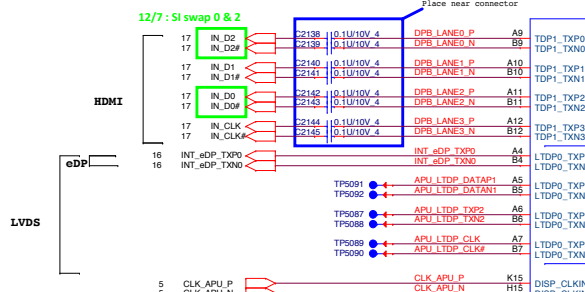 Place near connector
12/7 : SI swap 0 & 2
17 IN_D2 C2138 0.1U/10V_4 DPB_LANE0_P A9 TDP1_TXP0
17 IN_D2# C2139 0.1U/10V_4 DPB_LANE0_N B9 TDP1_TXN0
17 IN_D1 C2140 0.1U/10V_4 DPB_LANE1_P A10 TDP1_TXP1
17 IN_D1# C2141 0.1U/10V_4 DPB_LANE1_N B10 TDP1_TXN1
HDMI
17 IN_D0 C2142 0.1U/10V_4 DPB_LANE2_P A11 TDP1_TXP2
17 IN_D0# C2143 0.1U/10V_4 DPB_LANE2_N B11 TDP1_TXN2
17 IN_CLK C2144 0.1U/10V_4 DPB_LANE3_P A12 TDP1_TXP3
17 IN_CLK# C2145 0.1U/10V_4 DPB_LANE3_N B12 TDP1_TXN3
eDP
16 INT_eDP_TXP0 INT_eDP_TXP0 A4 LTDP0_TXP
16 INT_eDP_TXN0 INT_eDP_TXN0 B4 LTDP0_TXN
TP5091 APU_LTDP_DATAP1 A5 LTDP0_TXP
TP5092 APU_LTDP_DATAN1 B5 LTDP0_TXN
LVDS
TP5087 APU_LTDP_TXP2 A6 LTDP0_TXP
TP5088 APU_LTDP_TXN2 B6 LTDP0_TXN
TP5089 APU_LTDP_CLK A7 LTDP0_TXP
TP5090 APU_LTDP_CLK# B7 LTDP0_TXN
5 CLK_APU_P CLK_APU_P K15 DISP_CLKIN
CLK_APU_N H15